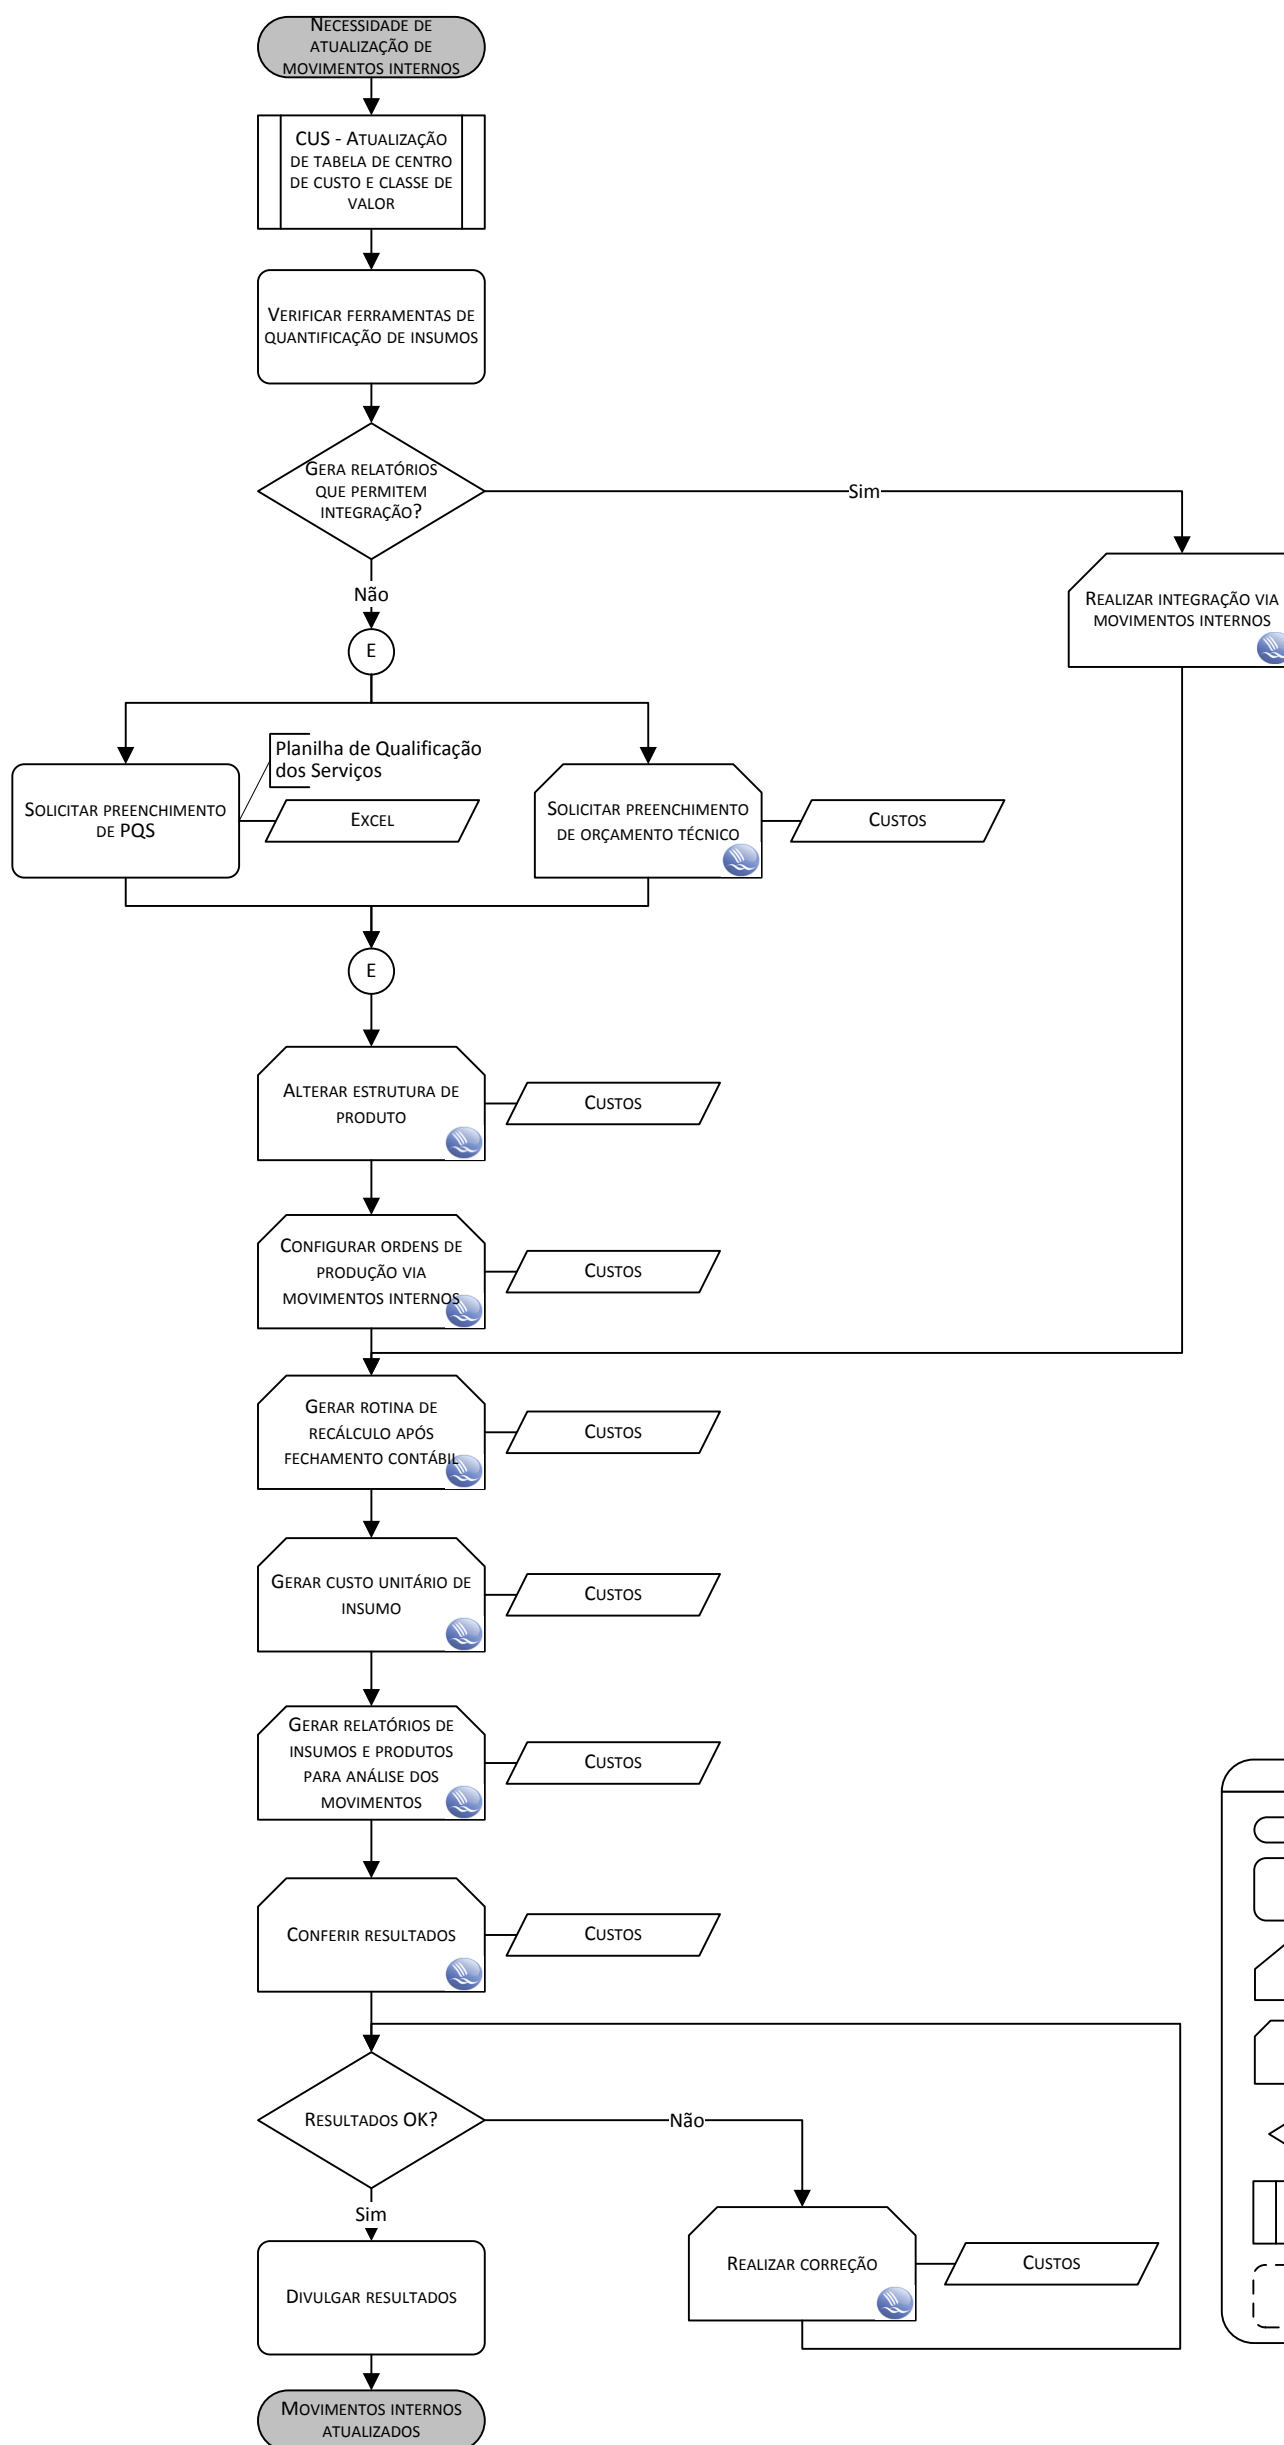 NECESSIDADE DE
ATUALIZAÇÃO DE
MOVIMENTOS INTERNOS
CUS - ATUALIZAÇÃO
DE TABELA DE CENTRO
DE CUSTO E CLASSE DE
VALOR
VERIFICAR FERRAMENTAS DE
QUANTIFICAÇÃO DE INSUMOS
GERA RELATÓRIOS
QUE PERMITEM
INTEGRAÇÃO?
Sim
Não
REALIZAR INTEGRAÇÃO VIA
MOVIMENTOS INTERNOS
E
Planilha de Qualificação
dos Serviços
SOLICITAR PREENCHIMENTO
DE PQS
EXCEL
SOLICITAR PREENCHIMENTO
DE ORÇAMENTO TÉCNICO
CUSTOS
E
ALTERAR ESTRUTURA DE
PRODUTO
CUSTOS
CONFIGURAR ORDENS DE
PRODUÇÃO VIA
MOVIMENTOS INTERNOS
CUSTOS
GERAR ROTINA DE
RECÁLCULO APÓS
FECHAMENTO CONTÁBIL
CUSTOS
GERAR CUSTO UNITÁRIO DE
INSUMO
CUSTOS
GERAR RELATÓRIOS DE
INSUMOS E PRODUTOS
PARA ANÁLISE DOS
MOVIMENTOS
CUSTOS
CONFERIR RESULTADOS
CUSTOS
RESULTADOS OK?
Não
Sim
REALIZAR CORREÇÃO
CUSTOS
DIVULGAR RESULTADOS
MOVIMENTOS INTERNOS
ATUALIZADOS